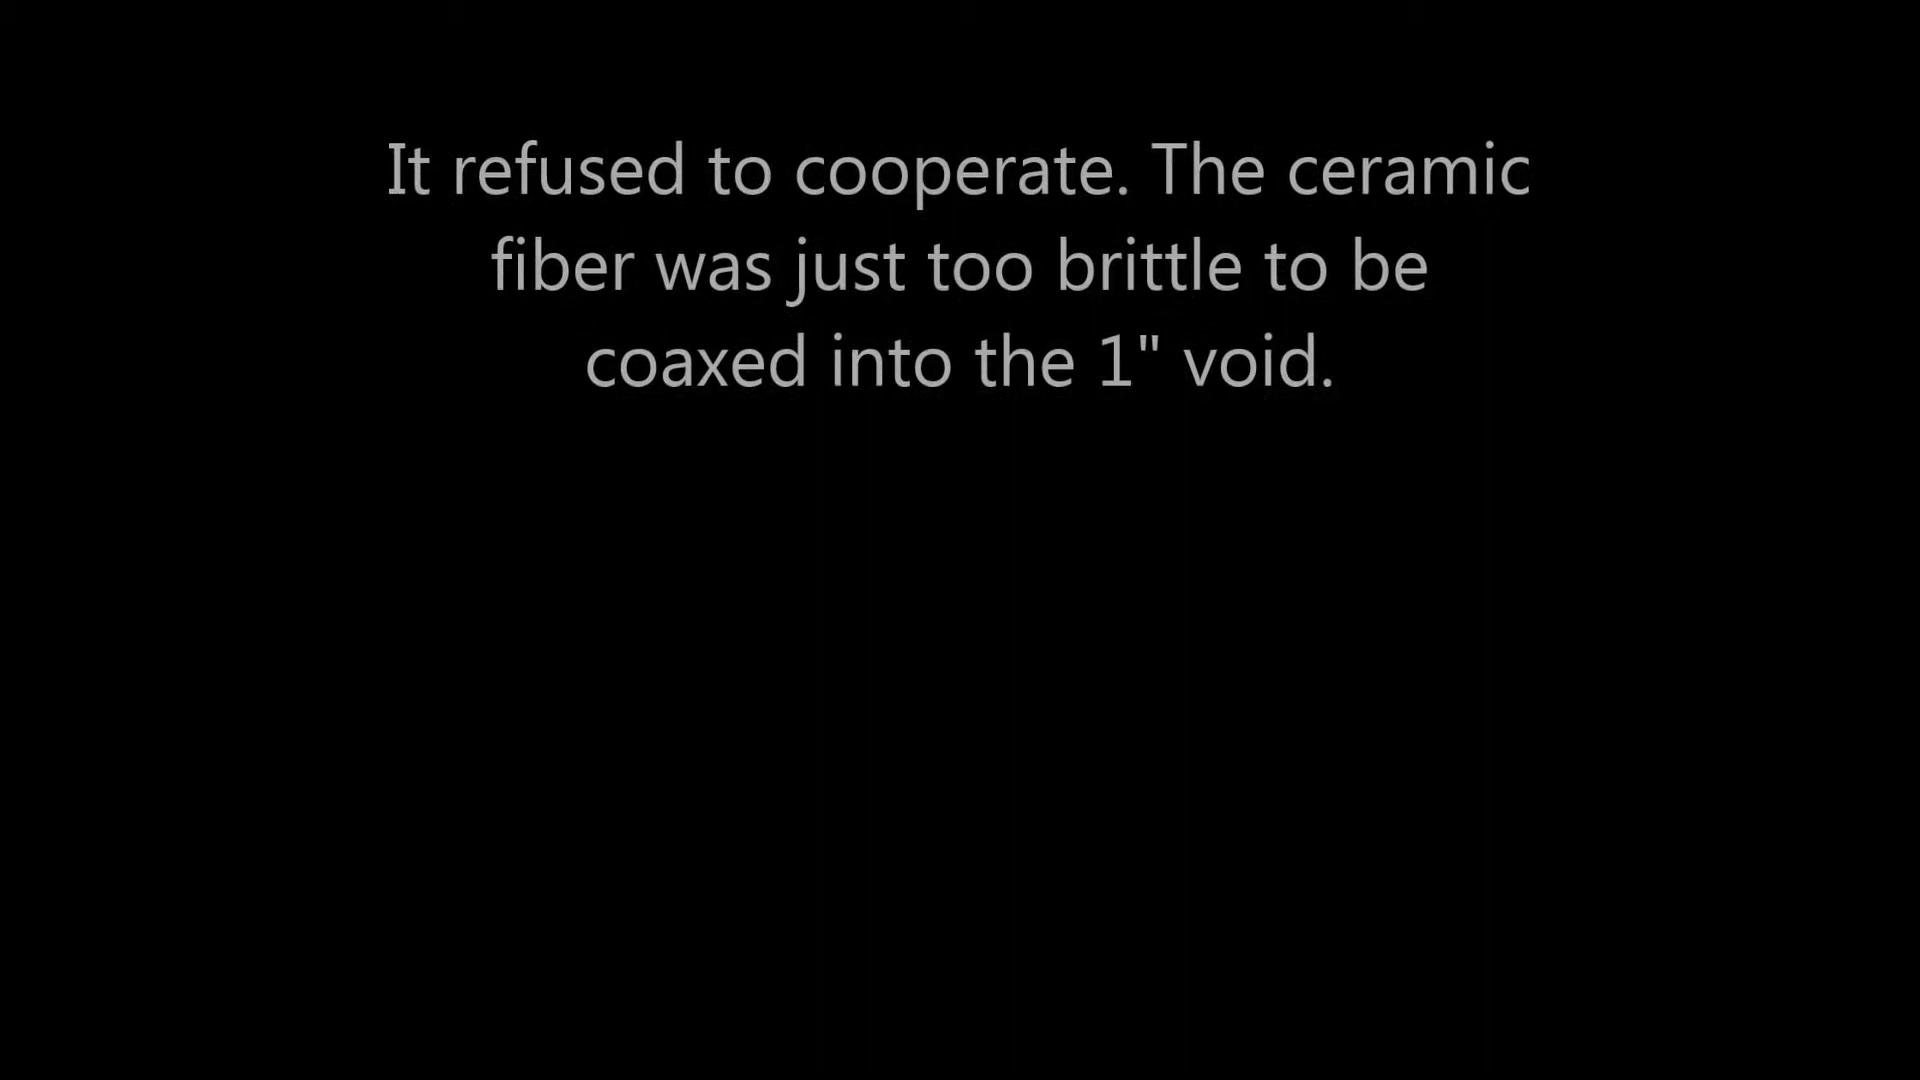 It refused to cooperate. The ceramic
fiber was just too brittle to be
coaxed into the 1" void.